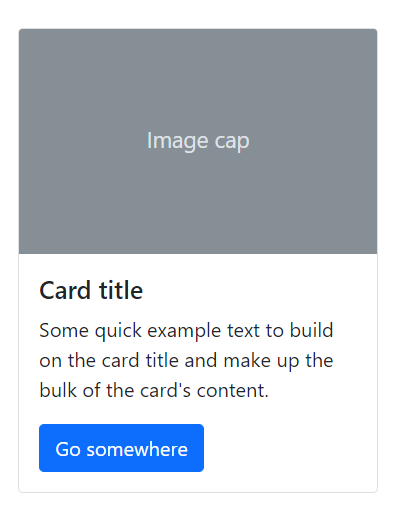 Image cap
Card title
Some quick example text to build
on the card title and make up the
bulk of the card's content.
Go somewhere